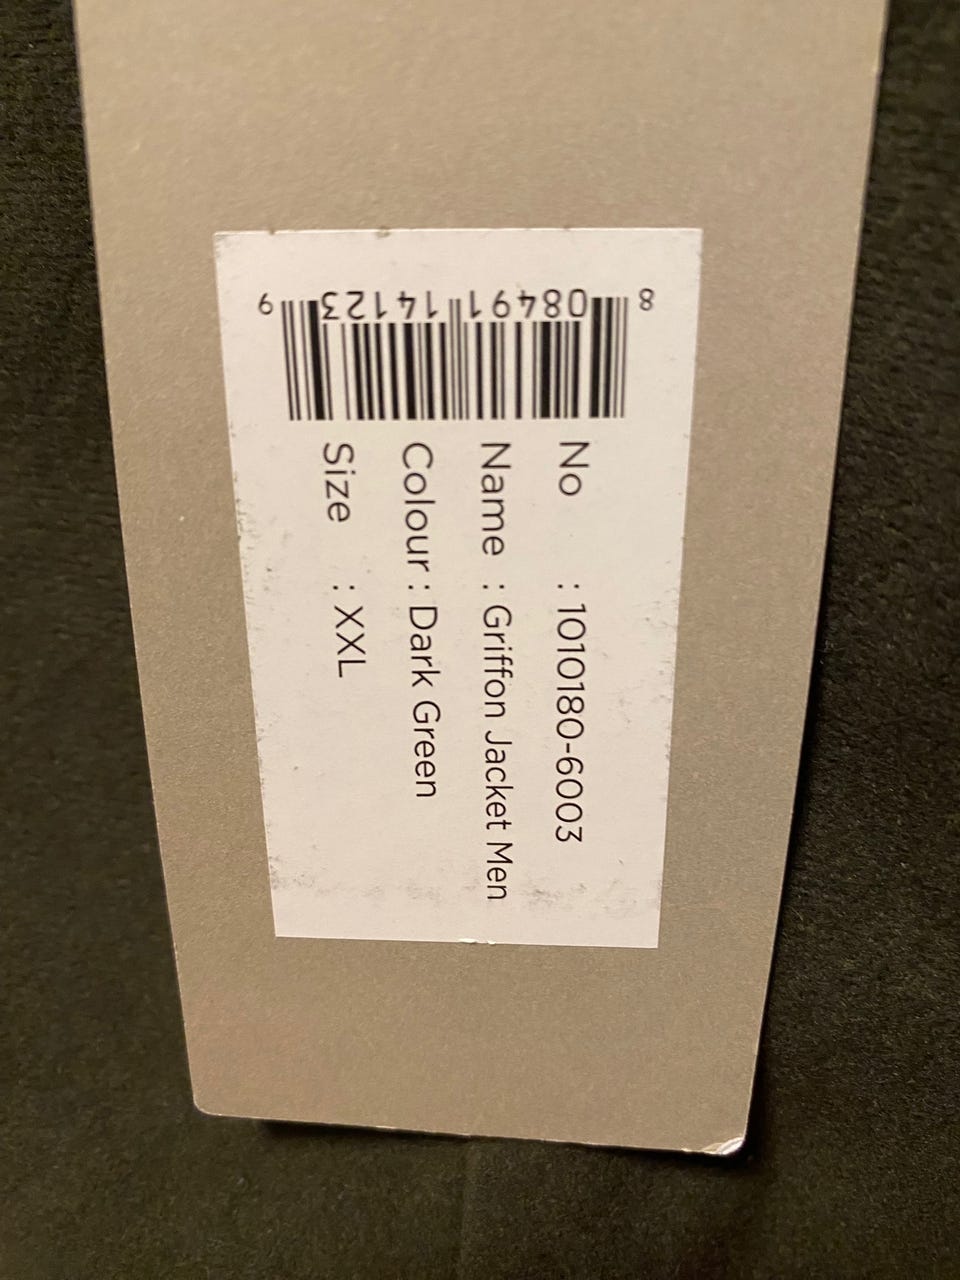 8 08491 14123 9
No : 1010180-6003
Name : Griffon Jacket Men
Colour : Dark Green
Size : XXL